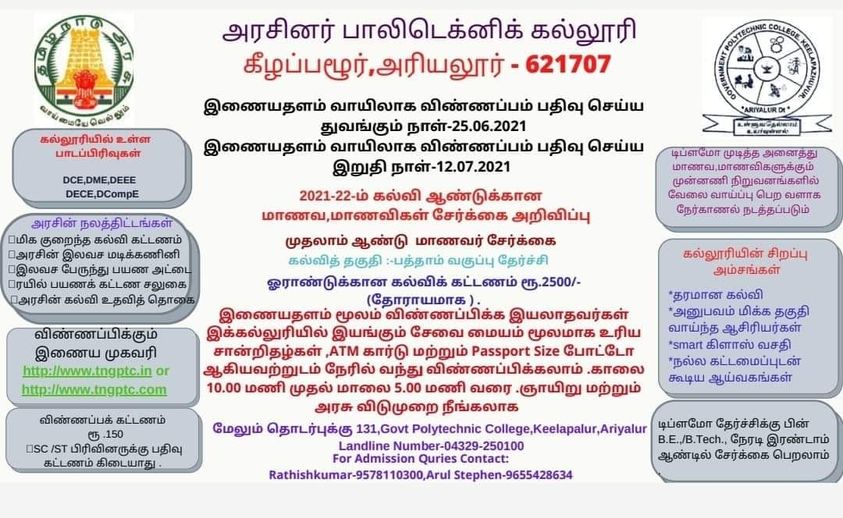 அரசினர் பாலிடெக்னிக் கல்லூரி
கீழப்பழூர்,அரியலூர் - 621707
தமிழ் நாடு அரசு
வாய்மையே வெல்லும்
GOVERNMENT POLYTECHNIC COLLEGE, KEELAPAZHUVUR,
ARIYALUR Dt
உள்ளுவதெல்லாம்
உயர்வுள்ளல்
இணையதளம் வாயிலாக விண்ணப்பம் பதிவு செய்ய
துவங்கும் நாள்-25.06.2021
இணையதளம் வாயிலாக விண்ணப்பம் பதிவு செய்ய
இறுதி நாள்-12.07.2021
2021-22-ம் கல்வி ஆண்டுக்கான
மாணவ,மாணவிகள் சேர்க்கை அறிவிப்பு
முதலாம் ஆண்டு மாணவர் சேர்க்கை
கல்வித் தகுதி :-பத்தாம் வகுப்பு தேர்ச்சி
ஓராண்டுக்கான கல்விக் கட்டணம் ரூ.2500/-
(தோராயமாக ) .
இணையதளம் மூலம் விண்ணப்பிக்க இயலாதவர்கள்
இக்கல்லூரியில் இயங்கும் சேவை மையம் மூலமாக உரிய
சான்றிதழ்கள் ,ATM கார்டு மற்றும் Passport Size போட்டோ
ஆகியவற்றுடன் நேரில் வந்து விண்ணப்பிக்கலாம் .காலை
10.00 மணி முதல் மாலை 5.00 மணி வரை .ஞாயிறு மற்றும்
அரசு விடுமுறை நீங்கலாக
மேலும் தொடர்புக்கு 131,Govt Polytechnic College,Keelapalur,Ariyalur
Landline Number-04329-250100
For Admission Quries Contact:
Rathishkumar-9578110300,Arul Stephen-9655428634
கல்லூரியில் உள்ள
பாடப்பிரிவுகள்
DCE,DME,DEEE
DECE,DCompE
அரசின் நலத்திட்டங்கள்
மிக குறைந்த கல்வி கட்டணம்
அரசின் இலவச மடிக்கணினி
இலவச பேருந்து பயண அட்டை
ரயில் பயணக் கட்டண சலுகை
அரசின் கல்வி உதவித் தொகை
விண்ணப்பிக்கும்
இணைய முகவரி
http://www.tngptc.in or
http://www.tngptc.com
விண்ணப்பக் கட்டணம்
ரூ .150
SC /ST பிரிவினருக்கு பதிவு
கட்டணம் கிடையாது .
டிப்ளமோ முடித்த அனைத்து
மாணவ,மாணவிகளுக்கும்
முன்னணி நிறுவனங்களில்
வேலை வாய்ப்பு பெற வளாக
நேர்காணல் நடத்தப்படும்
கல்லூரியின் சிறப்பு
அம்சங்கள்
*தரமான கல்வி
*அனுபவம் மிக்க தகுதி
வாய்ந்த ஆசிரியர்கள்
*smart கிளாஸ் வசதி
*நல்ல கட்டமைப்புடன்
கூடிய ஆய்வகங்கள்
டிப்ளமோ தேர்ச்சிக்கு பின்
B.E.,/B.Tech., நேரடி இரண்டாம்
ஆண்டில் சேர்க்கை பெறலாம்
.